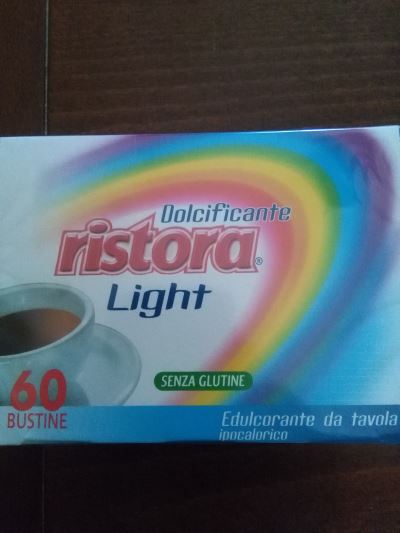 Dolcificante
ristora®
Light
SENZA GLUTINE
60
BUSTINE
Edulcorante da tavola
ipocalorico